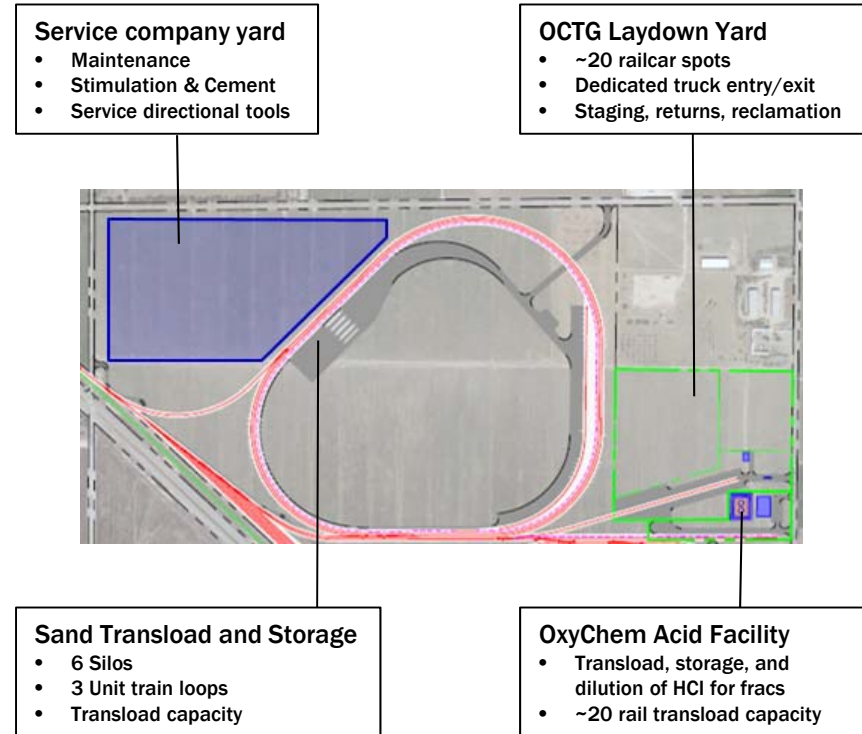 Service company yard
• Maintenance
• Stimulation & Cement
• Service directional tools
OCTG Laydown Yard
• ~20 railcar spots
• Dedicated truck entry/exit
• Staging, returns, reclamation
Sand Transload and Storage
• 6 Silos
• 3 Unit train loops
• Transload capacity
OxyChem Acid Facility
• Transload, storage, and
dilution of HCl for fracs
• ~20 rail transload capacity